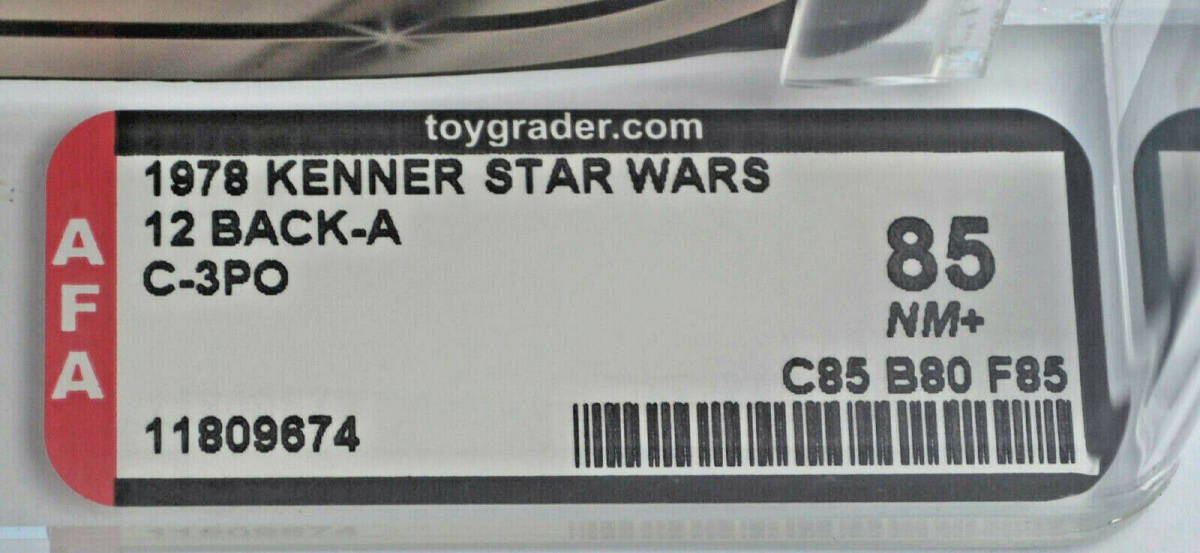 toygrader.com
AFA
1978 KENNER STAR WARS
12 BACK-A
C-3PO
85
NM+
C85 B80 F85
11809674